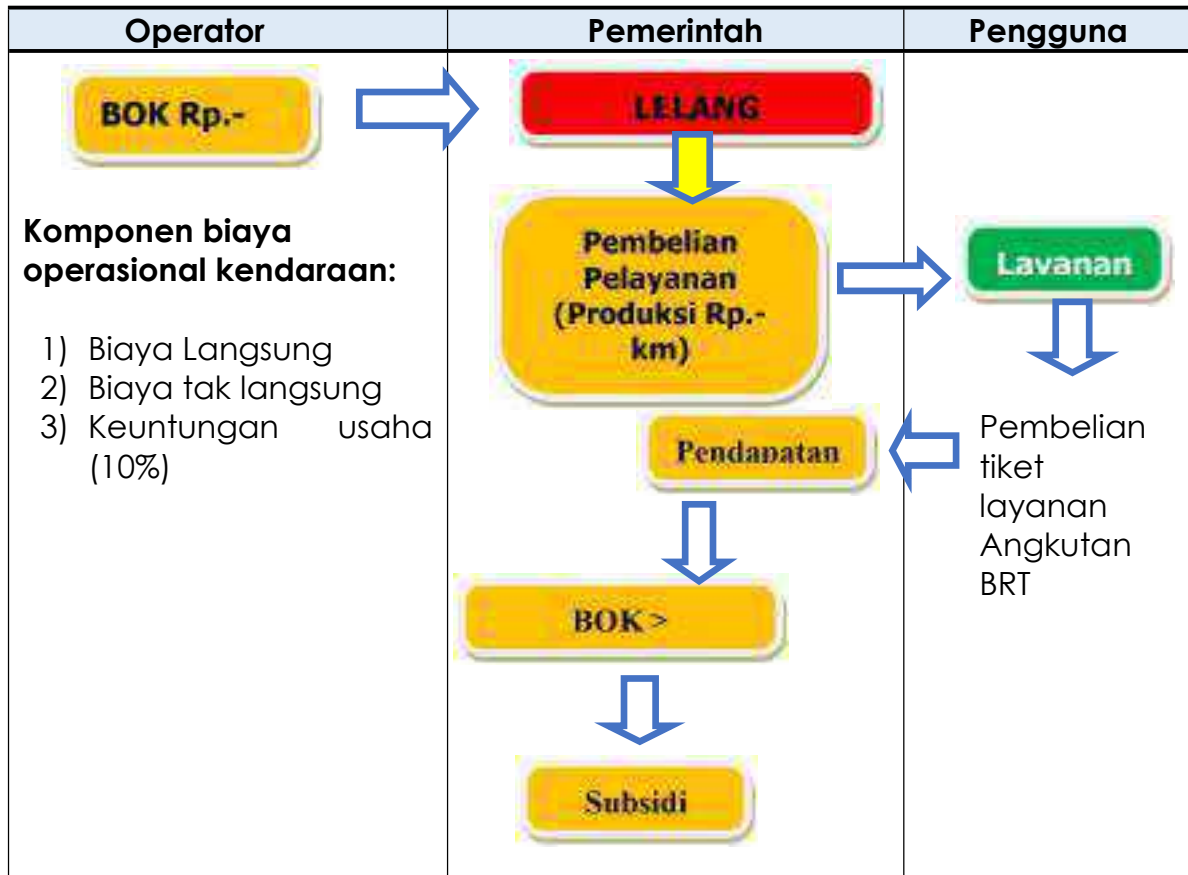 Operator
Pemerintah
Pengguna
BOK Rp.-
LELANG
Komponen biaya
operasional kendaraan:
1) Biaya Langsung
2) Biaya tak langsung
3) Keuntungan usaha
(10%)
Pembelian
Pelayanan
(Produksi Rp.-
km)
Layanan
Pendapatan
Pembelian
tiket
layanan
Angkutan
BRT
BOK >
Subsidi